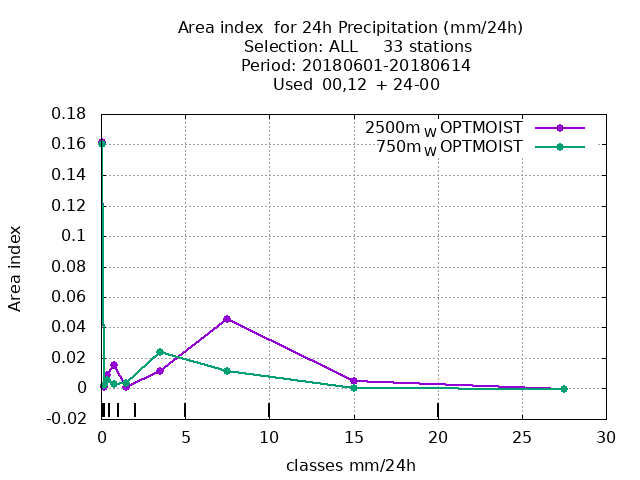 Area index  for 24h Precipitation (mm/24h)
Selection: ALL     33 stations
Period: 20180601-20180614
Used  00,12  + 24-00
2500m W OPTMOIST
750m W OPTMOIST
0.18
0.16
0.14
0.12
0.1
0.08
0.06
0.04
0.02
0
-0.02
Area index
0 5 10 15 20 25 30
classes mm/24h